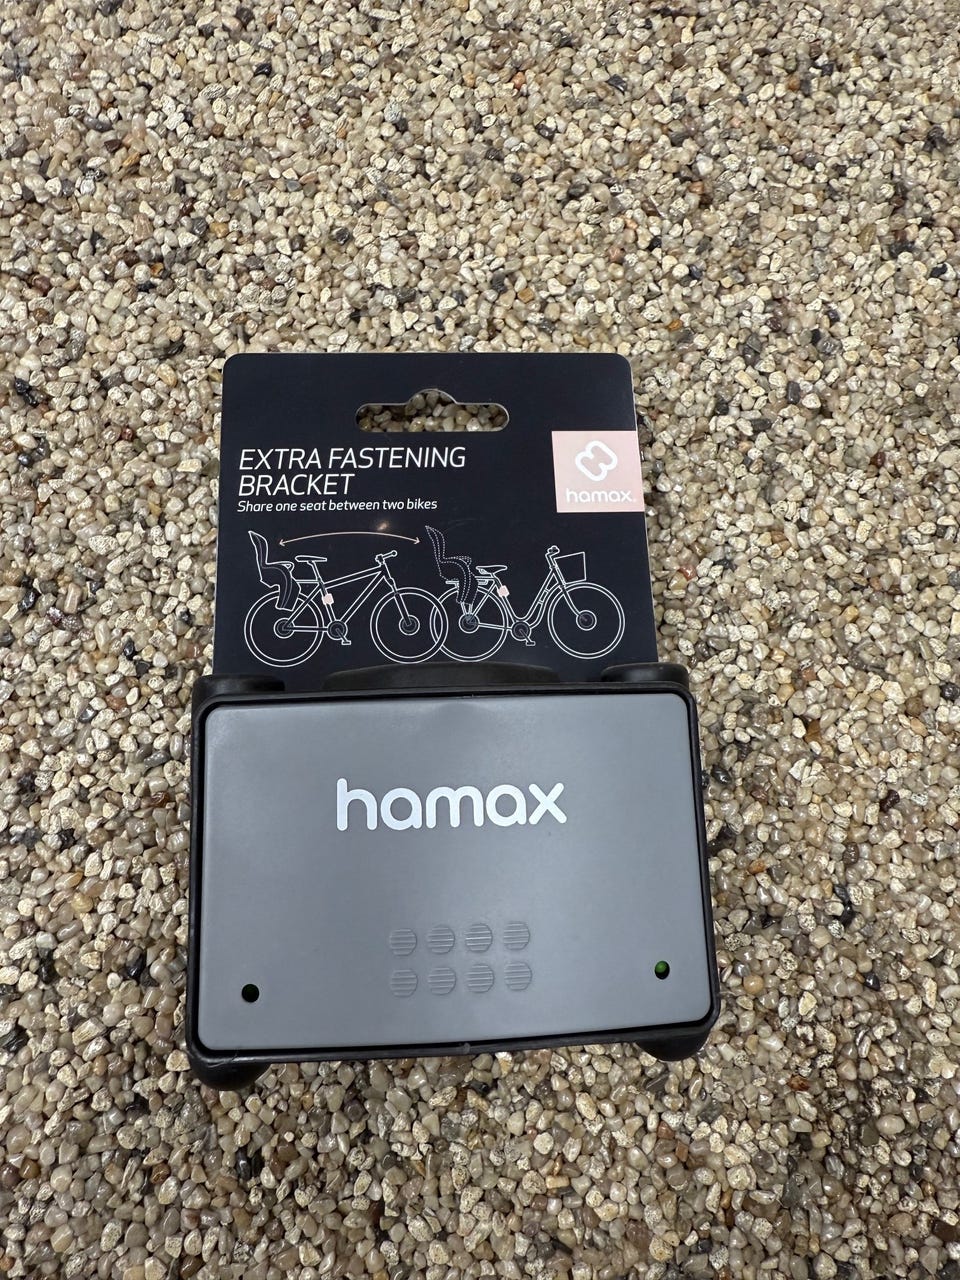 EXTRA FASTENING
BRACKET
Share one seat between two bikes
hamax
hamax